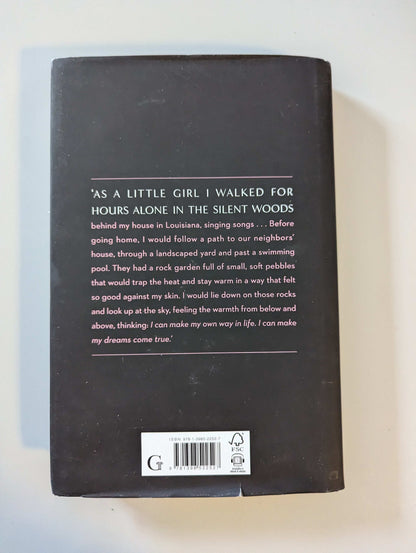 'AS A LITTLE GIRL I WALKED FOR
HOURS ALONE IN THE SILENT WOODS
behind my house in Louisiana, singing songs . . . Before
going home, I would follow a path to our neighbors'
house, through a landscaped yard and past a swimming
pool. They had a rock garden full of small, soft pebbles
that would trap the heat and stay warm in a way that felt
so good against my skin. I would lie down on those rocks
and look up at the sky, feeling the warmth from below and
above, thinking: I can make my own way in life. I can make
my dreams come true.'
G
FSC